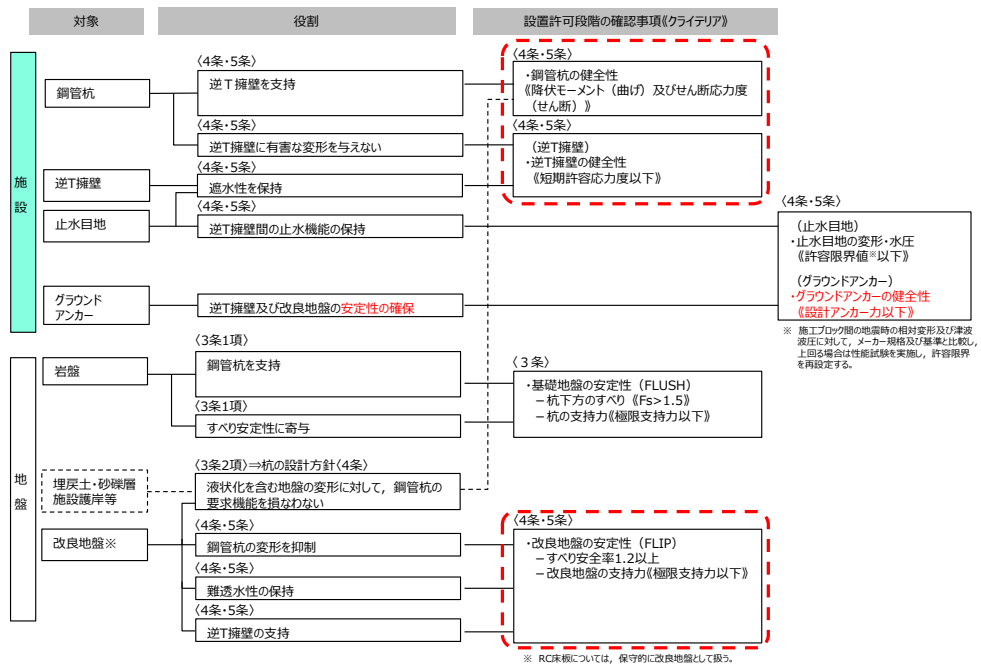 対象
役割
設置許可段階の確認事項《クライテリア》
施設
鋼管杭
〈4条・5条〉
逆T擁壁を支持
〈4条・5条〉
逆T擁壁に有害な変形を与えない
〈4条・5条〉
・鋼管杭の健全性
《降伏モーメント（曲げ）及びせん断応力度
（せん断）》
〈4条・5条〉
（逆T擁壁）
・逆T擁壁の健全性
《短期許容応力度以下》
逆T擁壁
〈4条・5条〉
遮水性を保持
止水目地
〈4条・5条〉
逆T擁壁間の止水機能の保持
グラウンド
アンカー
逆T擁壁及び改良地盤の安定性の確保
〈4条・5条〉
（止水目地）
・止水目地の変形・水圧
《許容限界値※以下》
（グラウンドアンカー）
・グラウンドアンカーの健全性
《設計アンカー力以下》
※ 施工ブロック間の地震時の相対変形及び津波
波圧に対して，メーカー規格及び基準と比較し，
上回る場合は性能試験を実施し，許容限界
を再設定する。
地盤
岩盤
〈3条1項〉
鋼管杭を支持
〈3条1項〉
すべり安定性に寄与
〈３条〉
・基礎地盤の安定性（FLUSH）
－杭下方のすべり《Fs>1.5》
－杭の支持力《極限支持力以下》
埋戻土・砂礫層
施設護岸等
〈3条2項〉⇒杭の設計方針〈4条〉
液状化を含む地盤の変形に対して，鋼管杭の
要求機能を損なわない
改良地盤※
〈4条・5条〉
鋼管杭の変形を抑制
〈4条・5条〉
難透水性の保持
〈4条・5条〉
逆T擁壁の支持
〈4条・5条〉
・改良地盤の安定性（FLIP）
－すべり安全率1.2以上
－改良地盤の支持力《極限支持力以下》
※ RC床板については，保守的に改良地盤として扱う。